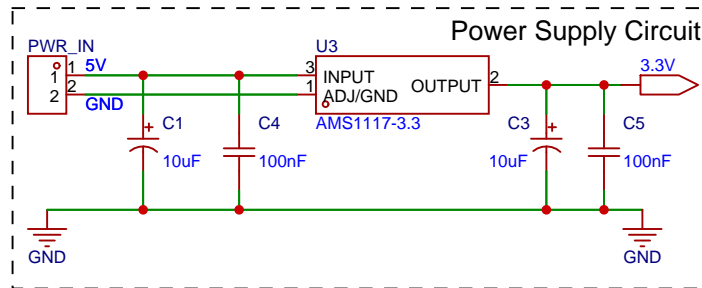 Power Supply Circuit
PWR_IN
U3
1 1 5V
2 2
GND
3 INPUT
1 ADJ/GND
OUTPUT 2
AMS1117-3.3
3.3V
C1
10uF
C4
100nF
C3
10uF
C5
100nF
GND
GND